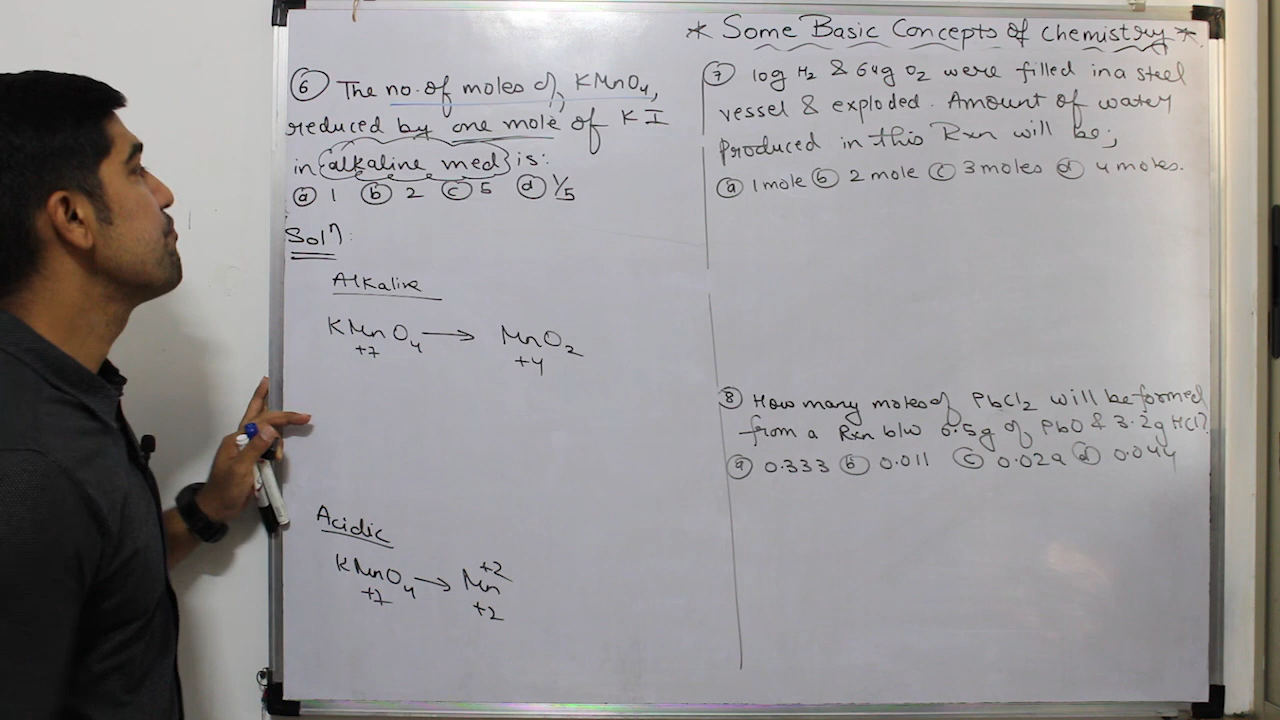 * Some Basic Concepts of Chemistry *
⑥ The no. of moles of KMnO4,
reduced by one mole of KI
in alkaline med is:
ⓐ 1 ⓑ 2 ⓒ 5 ⓓ 1/5
Solⁿ:
Alkaline
KMnO4 → MnO2
+7 +4
Acidic
KMnO4 → Mn+2
+7 +2
⑦ 10g H2 & 64g O2 were filled in a steel
vessel & exploded. Amount of water
produced in this Rxn will be;
ⓐ 1 mole ⓑ 2 mole ⓒ 3 moles ⓓ 4 moles.
⑧ How many moles of PbCl2 will be formed
from a Rxn b/w 6.5g of PbO & 3.2g HCl?
ⓐ 0.333 ⓑ 0.011 ⓒ 0.029 ⓓ 0.044